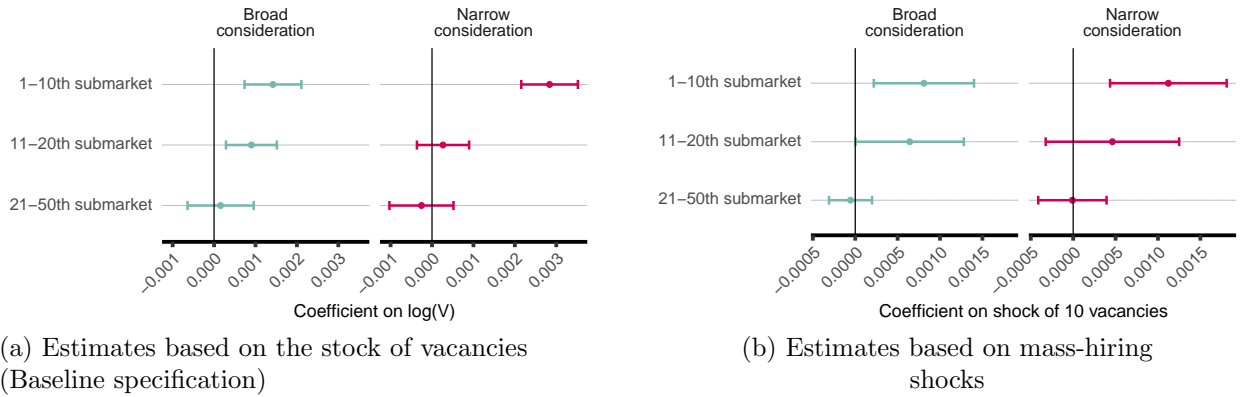 Broad
consideration
Narrow
consideration
1−10th submarket
11−20th submarket
21−50th submarket
−0.001
0.000
0.001
0.002
0.003
−0.001
0.000
0.001
0.002
0.003
Coefficient on log(V)
(a) Estimates based on the stock of vacancies
(Baseline specification)
Broad
consideration
Narrow
consideration
1−10th submarket
11−20th submarket
21−50th submarket
−0.0005
0.0000
0.0005
0.0010
0.0015
−0.0005
0.0000
0.0005
0.0010
0.0015
Coefficient on shock of 10 vacancies
(b) Estimates based on mass-hiring
shocks